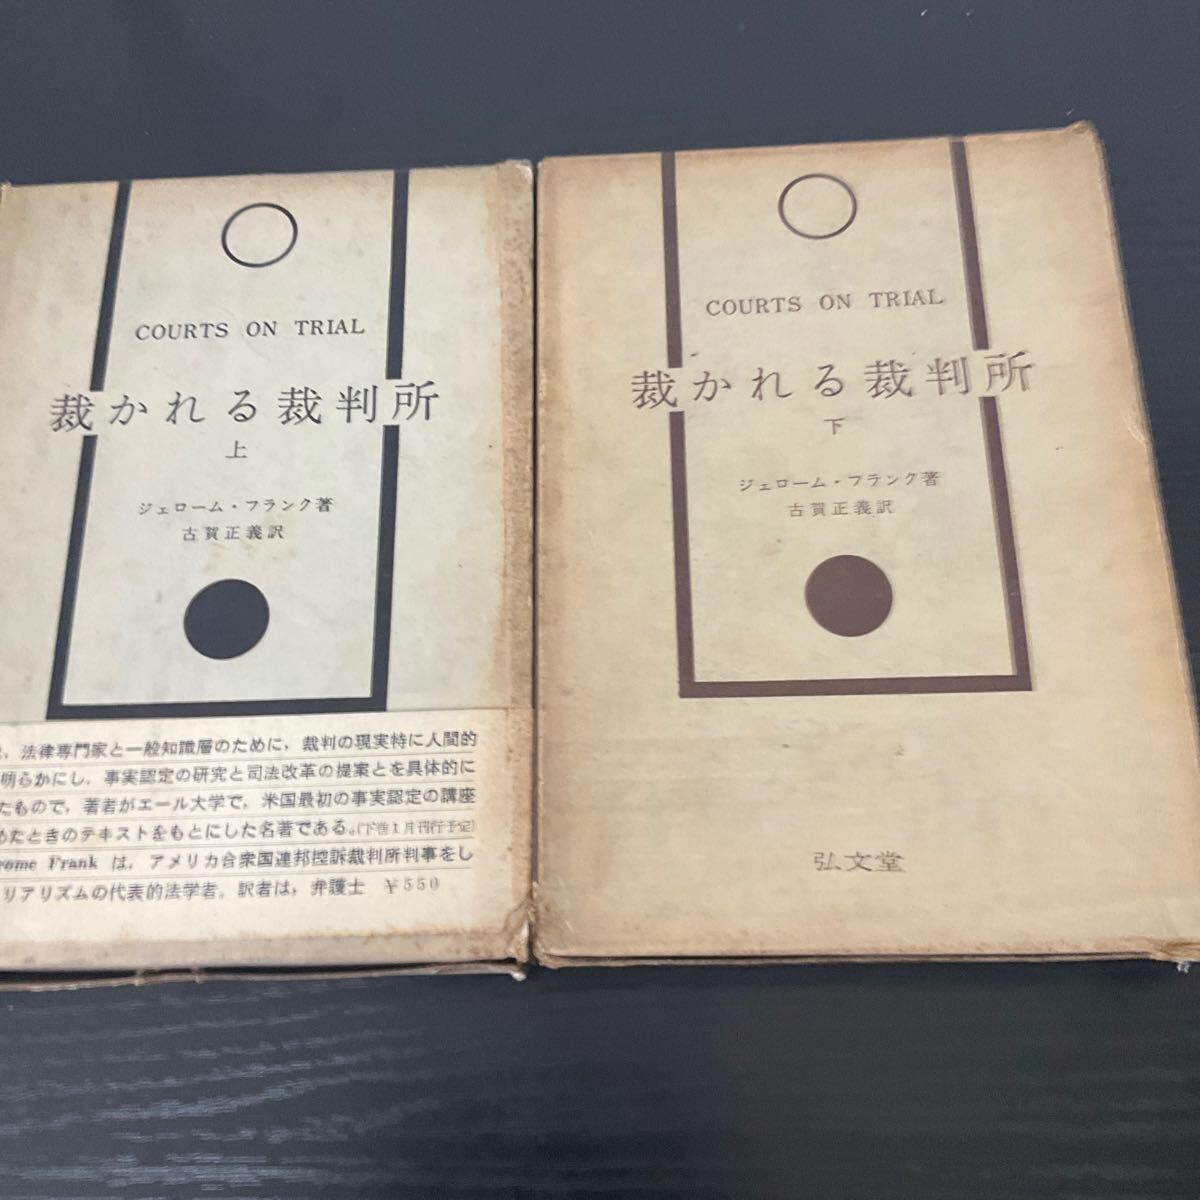 COURTS ON TRIAL
裁かれる裁判所
上
ジェローム・フランク著
古賀正義訳
法律専門家と一般知識層のために，裁判の現実特に人間的
明らかにし，事実認定の研究と司法改革の提案とを具体的に
たもので，著者がエール大学で，米国最初の事実認定の講座
めたときのテキストをもとにした名著である。(下巻1月刊行予定)
rome Frank は，アメリカ合衆国連邦控訴裁判所判事をし
リアリズムの代表的法学者。訳者は，弁護士 ￥550
COURTS ON TRIAL
裁かれる裁判所
下
ジェローム・フランク著
古賀正義訳
弘文堂